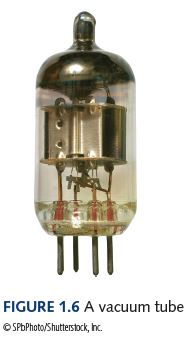 FIGURE 1.6 A vacuum tube
© SPbPhoto/Shutterstock, Inc.